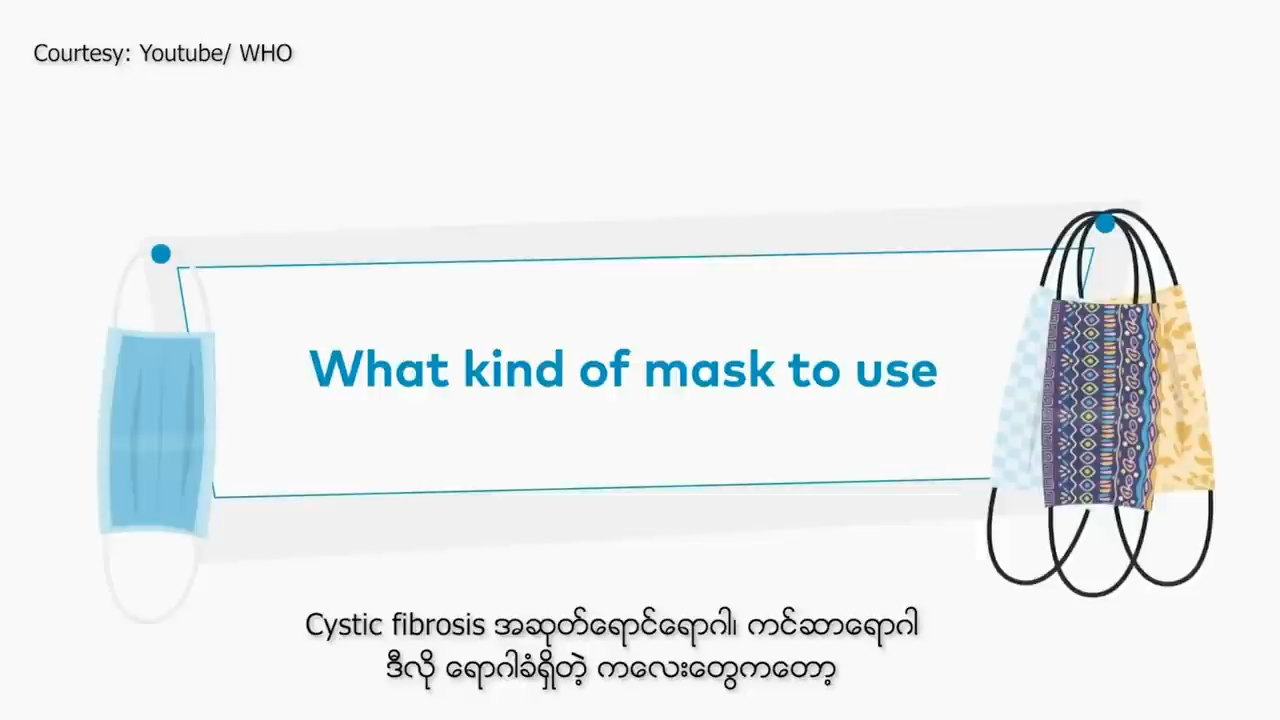 Courtesy: Youtube/ WHO
What kind of mask to use
Cystic fibrosis အဆုတ်ရောင်ရောဂါ၊ ကင်ဆာရောဂါ
ဒီလို ရောဂါခံရှိတဲ့ ကလေးတွေကတော့